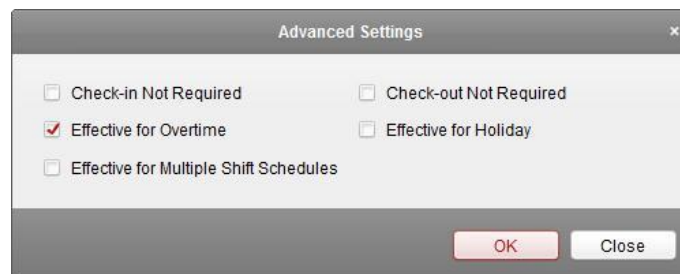 Advanced Settings ×
Check-in Not Required Check-out Not Required
Effective for Overtime Effective for Holiday
Effective for Multiple Shift Schedules
OK Close